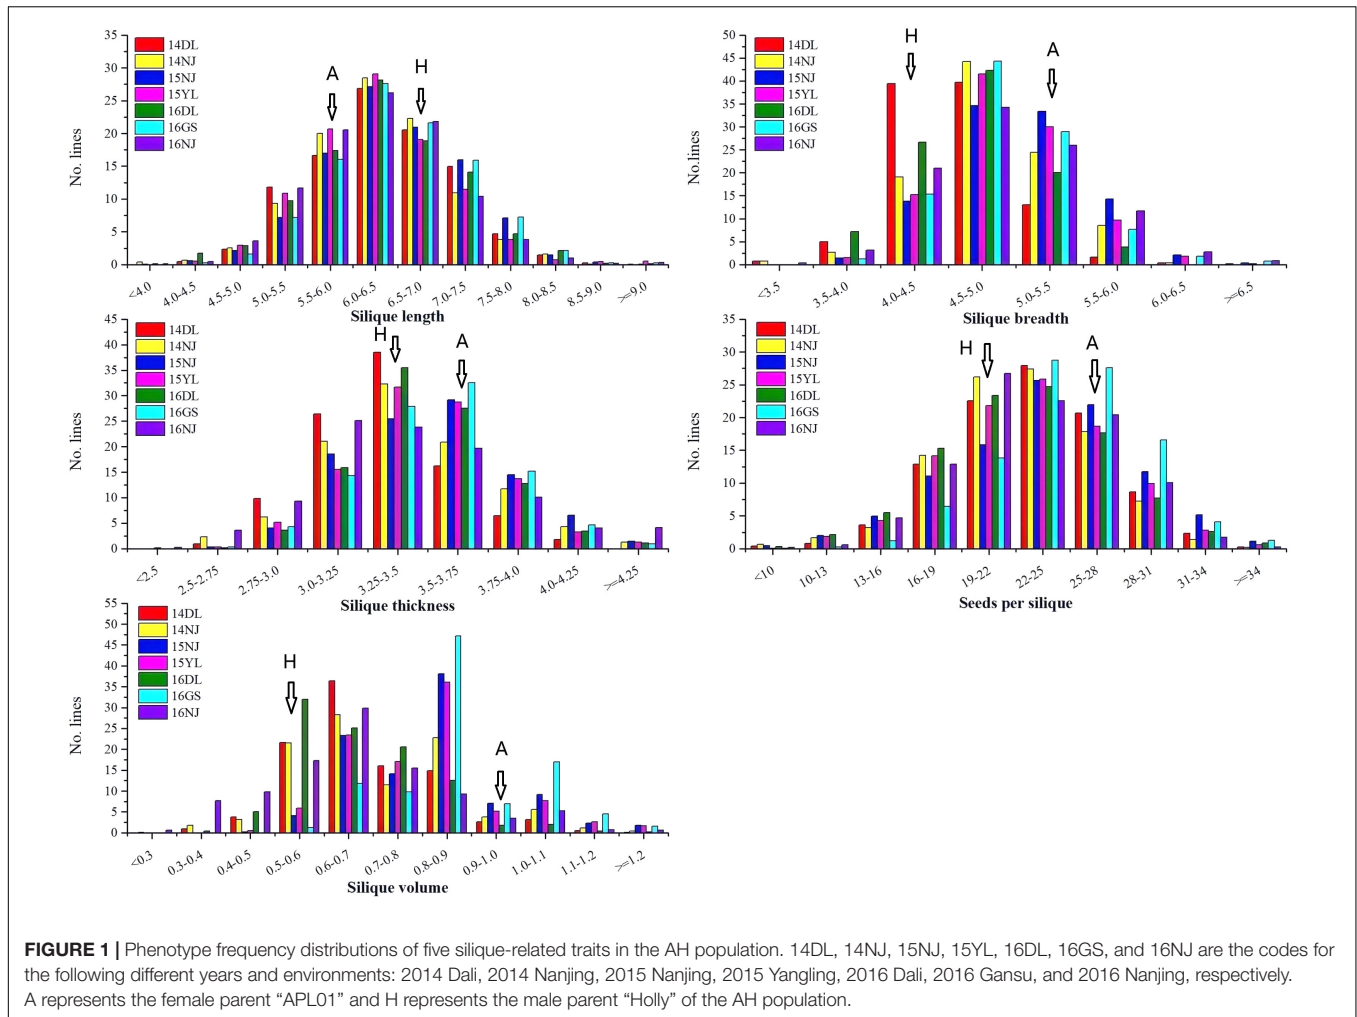 35
30
25
20
15
10
5
0
No. lines
14DL
14NJ
15NJ
15YL
16DL
16GS
16NJ
A
H
<4.0
4.0-4.5
4.5-5.0
5.0-5.5
5.5-6.0
6.0-6.5
6.5-7.0
7.0-7.5
7.5-8.0
8.0-8.5
8.5-9.0
>=9.0
Silique length
50
45
40
35
30
25
20
15
10
5
0
No.lines
14DL
14NJ
15NJ
15YL
16DL
16GS
16NJ
H
A
<3.5
3.5-4.0
4.0-4.5
4.5-5.0
5.0-5.5
5.5-6.0
6.0-6.5
>=6.5
Silique breadth
45
40
35
30
25
20
15
10
5
0
No. lines
14DL
14NJ
15NJ
15YL
16DL
16GS
16NJ
H
A
<2.5
2.5-2.75
2.75-3.0
3.0-3.25
3.25-3.5
3.5-3.75
3.75-4.0
4.0-4.25
>=4.25
Silique thickness
35
30
25
20
15
10
5
0
No. lines
14DL
14NJ
15NJ
15YL
16DL
16GS
16NJ
H
A
<10
10-13
13-16
16-19
19-22
22-25
25-28
28-31
31-34
>=34
Seeds per silique
55
50
45
40
35
30
25
20
15
10
5
0
No. lines
14DL
14NJ
15NJ
15YL
16DL
16GS
16NJ
H
A
<0.3
0.3-0.4
0.4-0.5
0.5-0.6
0.6-0.7
0.7-0.8
0.8-0.9
0.9-1.0
1.0-1.1
1.1-1.2
>=1.2
Silique volume
FIGURE 1 | Phenotype frequency distributions of five silique-related traits in the AH population. 14DL, 14NJ, 15NJ, 15YL, 16DL, 16GS, and 16NJ are the codes for
the following different years and environments: 2014 Dali, 2014 Nanjing, 2015 Nanjing, 2015 Yangling, 2016 Dali, 2016 Gansu, and 2016 Nanjing, respectively.
A represents the female parent “APL01” and H represents the male parent “Holly” of the AH population.